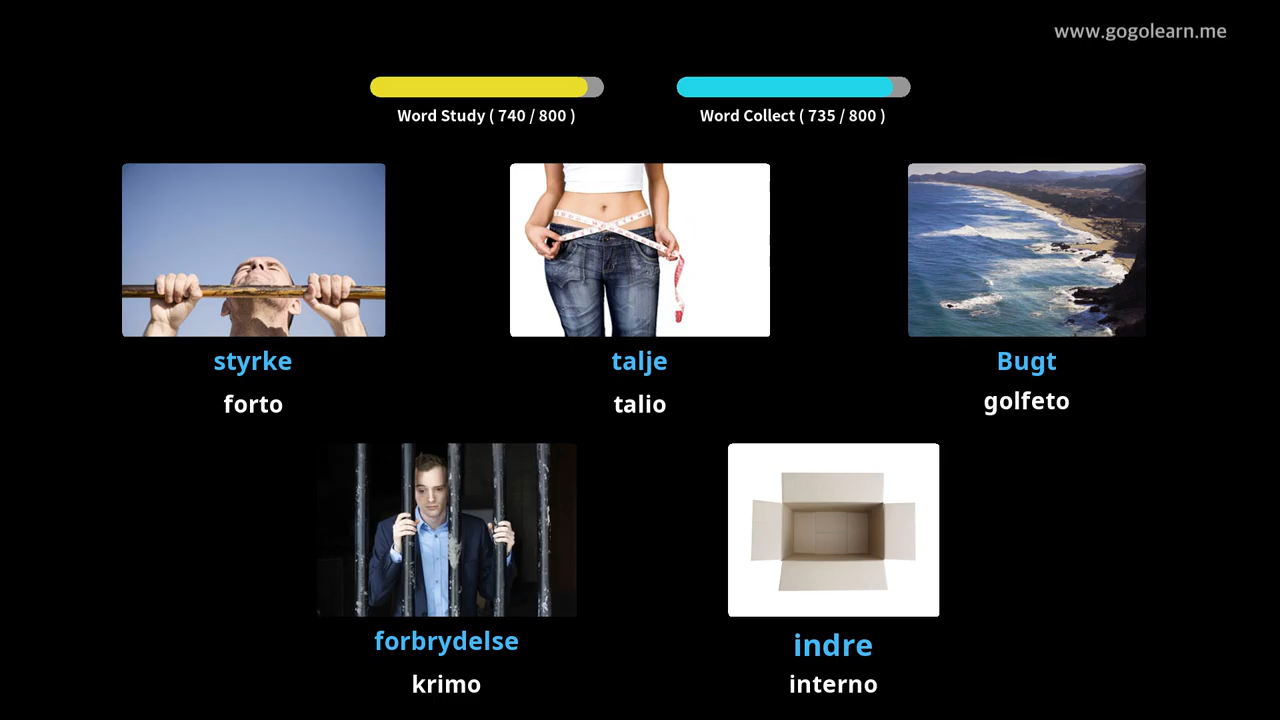 www.gogolearn.me
Word Study ( 740 / 800 )
Word Collect ( 735 / 800 )
styrke
forto
talje
talio
Bugt
golfeto
forbrydelse
krimo
indre
interno